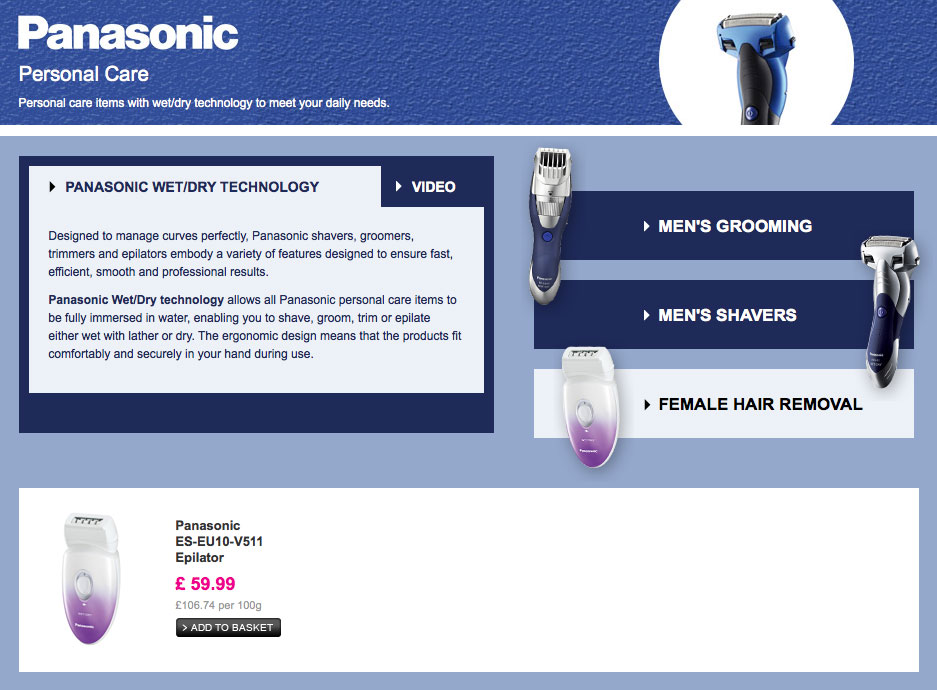 Panasonic
Personal Care
Personal care items with wet/dry technology to meet your daily needs.
PANASONIC WET/DRY TECHNOLOGY
VIDEO
Designed to manage curves perfectly, Panasonic shavers, groomers,
trimmers and epilators embody a variety of features designed to ensure fast,
efficient, smooth and professional results.
Panasonic Wet/Dry technology allows all Panasonic personal care items to
be fully immersed in water, enabling you to shave, groom, trim or epilate
either wet with lather or dry. The ergonomic design means that the products fit
comfortably and securely in your hand during use.
MEN'S GROOMING
Panasonic
MEN'S SHAVERS
Panasonic
FEMALE HAIR REMOVAL
Panasonic
Panasonic
ES-EU10-V511
Epilator
£ 59.99
£106.74 per 100g
> ADD TO BASKET
Panasonic